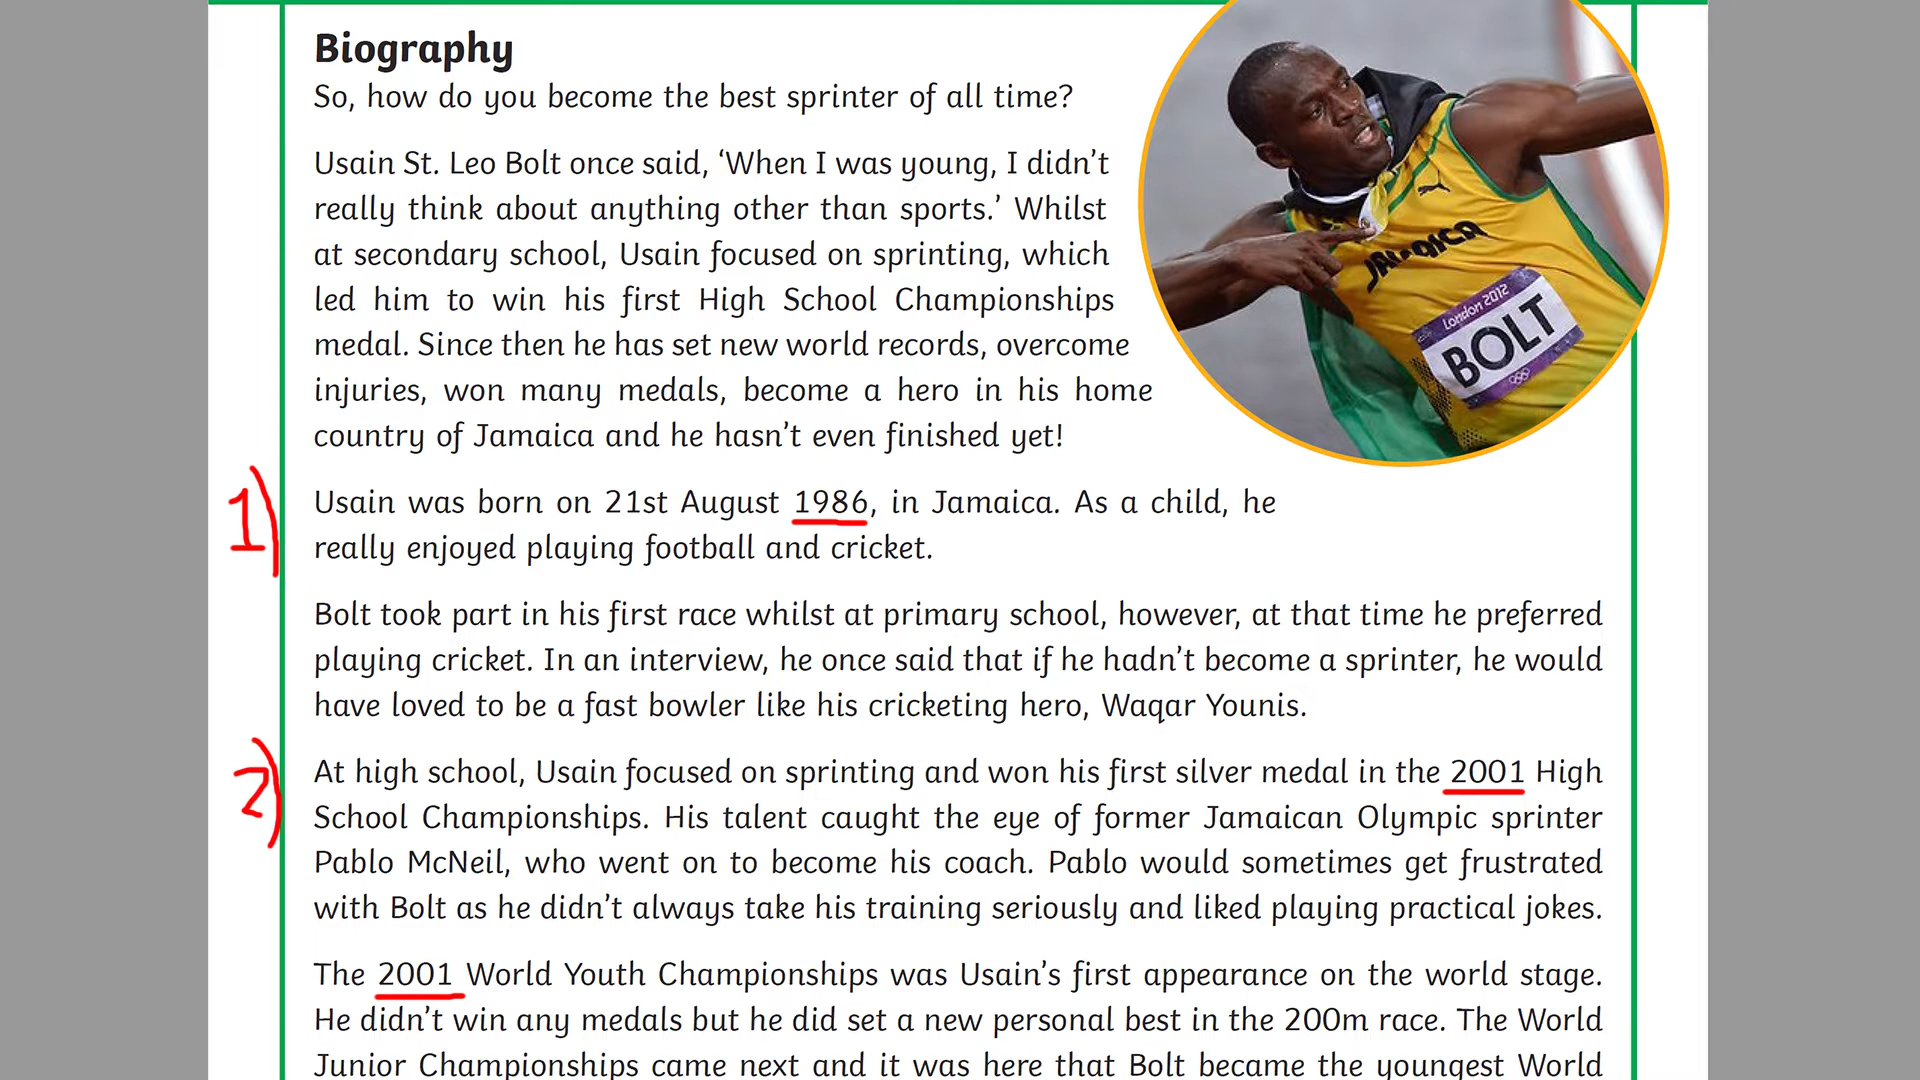 Biography
So, how do you become the best sprinter of all time?
Usain St. Leo Bolt once said, ‘When I was young, I didn’t
really think about anything other than sports.’ Whilst
at secondary school, Usain focused on sprinting, which
led him to win his first High School Championships
medal. Since then he has set new world records, overcome
injuries, won many medals, become a hero in his home
country of Jamaica and he hasn’t even finished yet!
JAMAICA
London 2012
BOLT
1)
Usain was born on 21st August 1986, in Jamaica. As a child, he
really enjoyed playing football and cricket.
Bolt took part in his first race whilst at primary school, however, at that time he preferred
playing cricket. In an interview, he once said that if he hadn’t become a sprinter, he would
have loved to be a fast bowler like his cricketing hero, Waqar Younis.
2)
At high school, Usain focused on sprinting and won his first silver medal in the 2001 High
School Championships. His talent caught the eye of former Jamaican Olympic sprinter
Pablo McNeil, who went on to become his coach. Pablo would sometimes get frustrated
with Bolt as he didn’t always take his training seriously and liked playing practical jokes.
The 2001 World Youth Championships was Usain’s first appearance on the world stage.
He didn’t win any medals but he did set a new personal best in the 200m race. The World
Junior Championships came next and it was here that Bolt became the youngest World